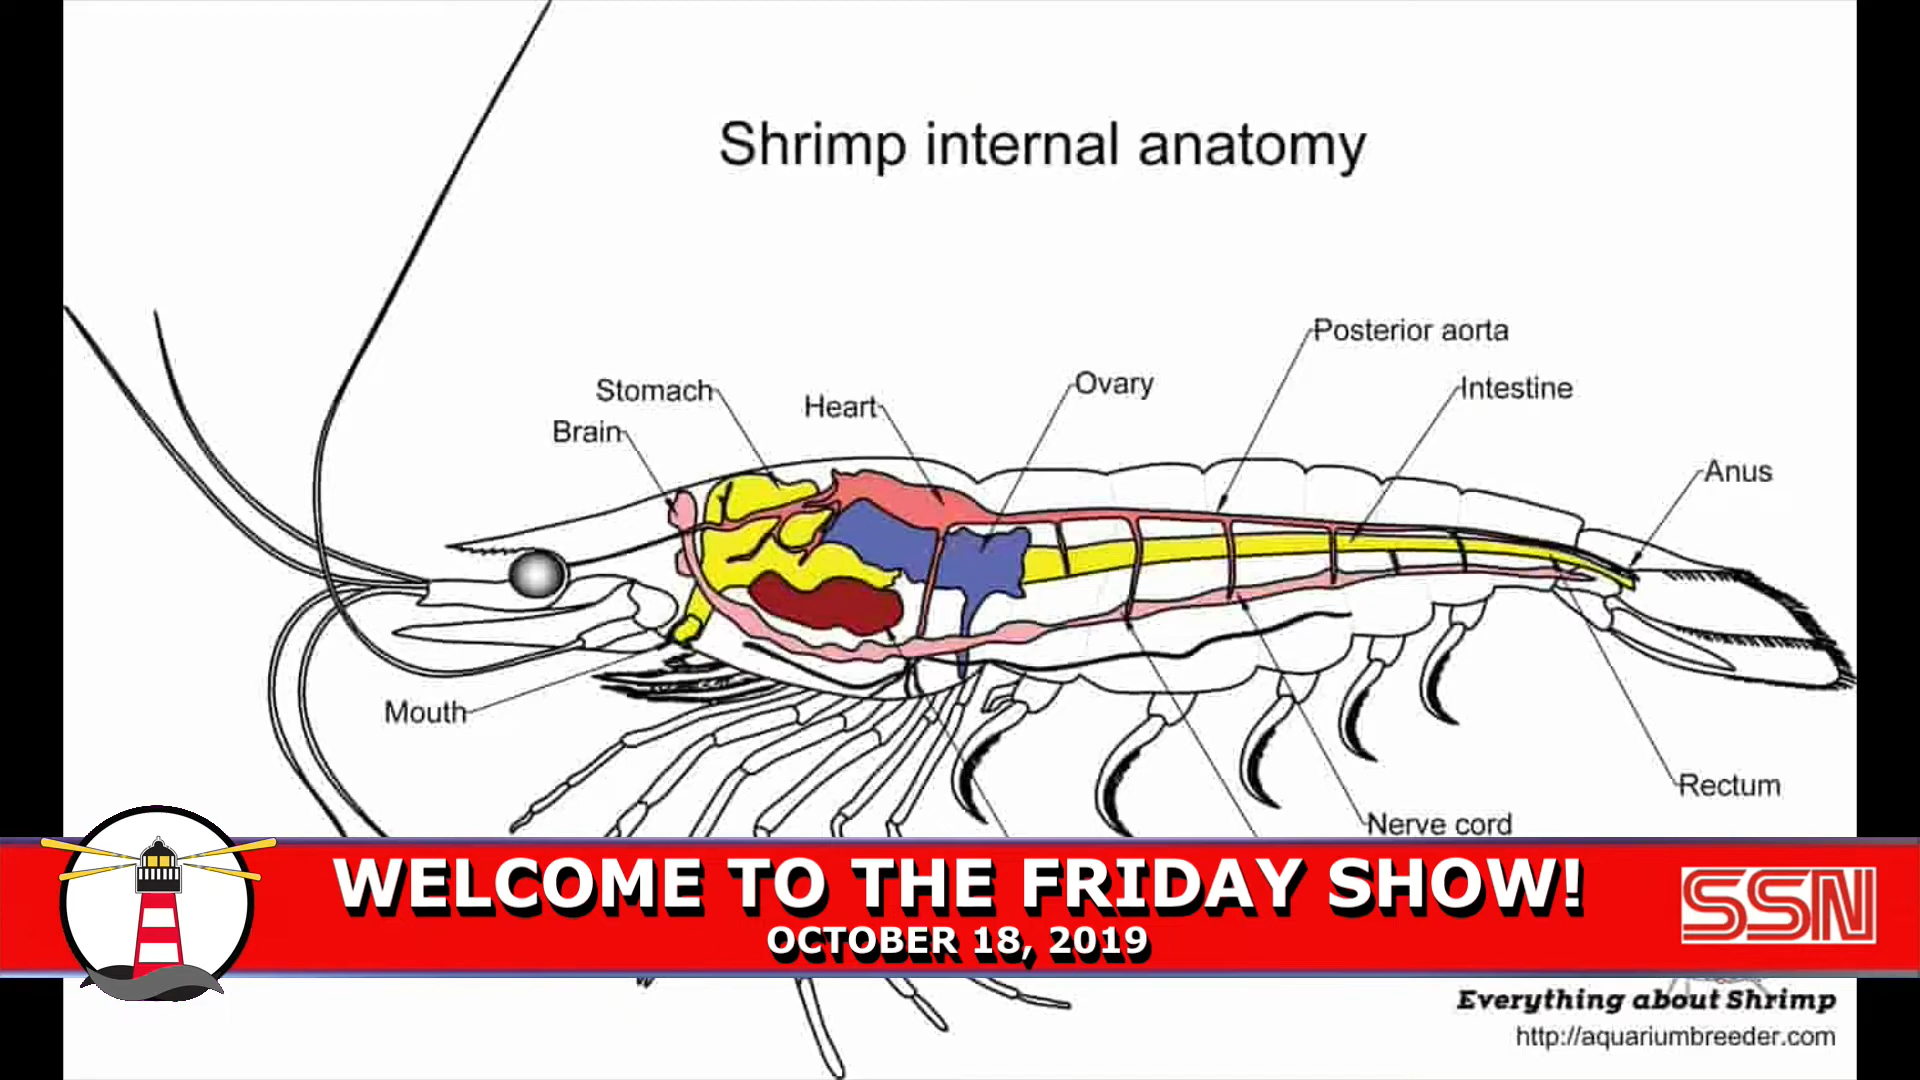 Shrimp internal anatomy
Posterior aorta
Stomach
Heart
Ovary
Intestine
Brain
Anus
Mouth
Rectum
Nerve cord
WELCOME TO THE FRIDAY SHOW!
OCTOBER 18, 2019
SSN
Everything about Shrimp
http://aquariumbreeder.com